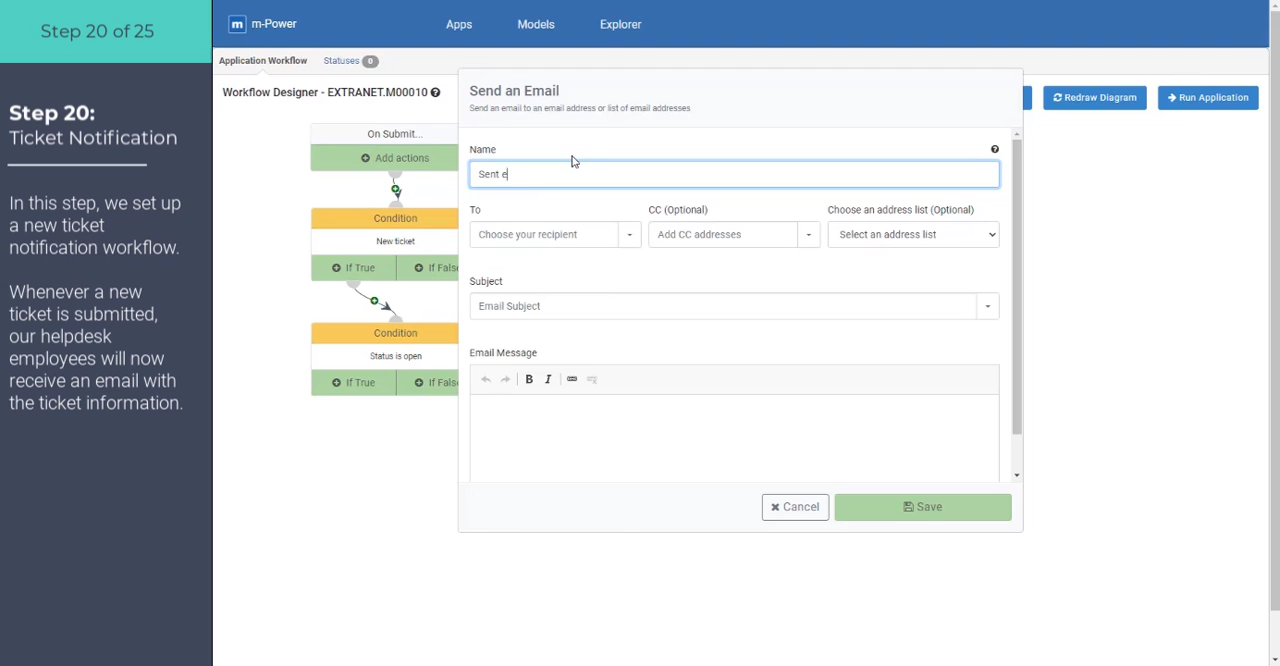 Step 20 of 25
Step 20:
Ticket Notification
In this step, we set up
a new ticket
notification workflow.
Whenever a new
ticket is submitted,
our helpdesk
employees will now
receive an email with
the ticket information.
m m-Power
Apps
Models
Explorer
Application Workflow
Statuses 0
Workflow Designer - EXTRANET.M00010
Redraw Diagram
Run Application
On Submit...
Add actions
Condition
New ticket
If True
If Fals
Condition
Status is open
If True
If Fals
Send an Email
Send an email to an email address or list of email addresses
Name
Sent e
To
CC (Optional)
Choose an address list (Optional)
Choose your recipient
Add CC addresses
Select an address list
Subject
Email Subject
Email Message
B I
Cancel
Save